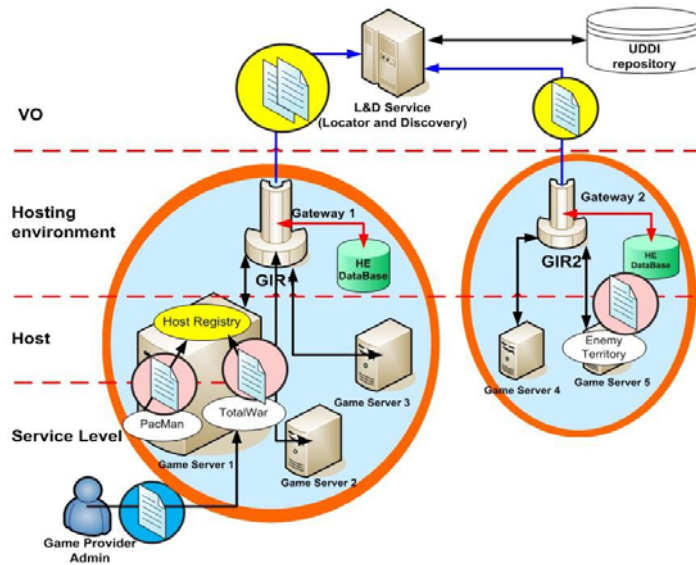 UDDI
repository
L&D Service
(Locator and Discovery)
VO
Hosting
environment
Gateway 1
GIR1
HE
DataBase
Gateway 2
GIR2
HE
DataBase
Host
Host Registry
Game Server 3
Enemy
Territory
Game Server 4
Game Server 5
PacMan
TotalWar
Service Level
Game Server 1
Game Server 2
Game Provider
Admin